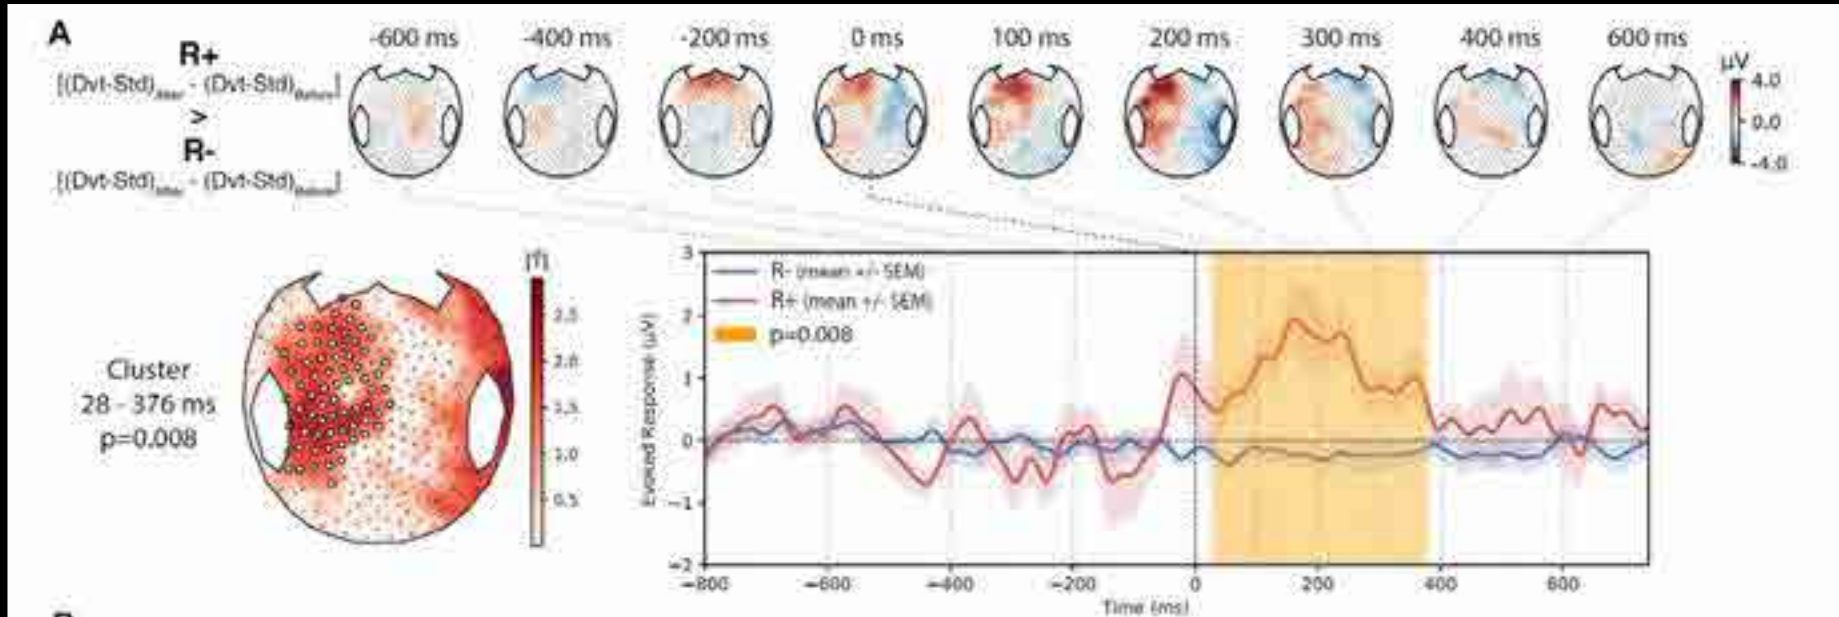 A
R+
[(Dvt-Std)After - (Dvt-Std)Before]
>
R-
[(Dvt-Std)After - (Dvt-Std)Before]
-600 ms
-400 ms
-200 ms
0 ms
100 ms
200 ms
300 ms
400 ms
600 ms
μV
4.0
0.0
-4.0
Cluster
28 - 376 ms
p=0.008
|T|
2.5
2.0
1.5
1.0
0.5
R- (mean +/- SEM)
R+ (mean +/- SEM)
p=0.008
Evoked Response (μV)
3
2
1
0
−1
−2
−800
−600
−400
−200
0
200
400
600
Time (ms)